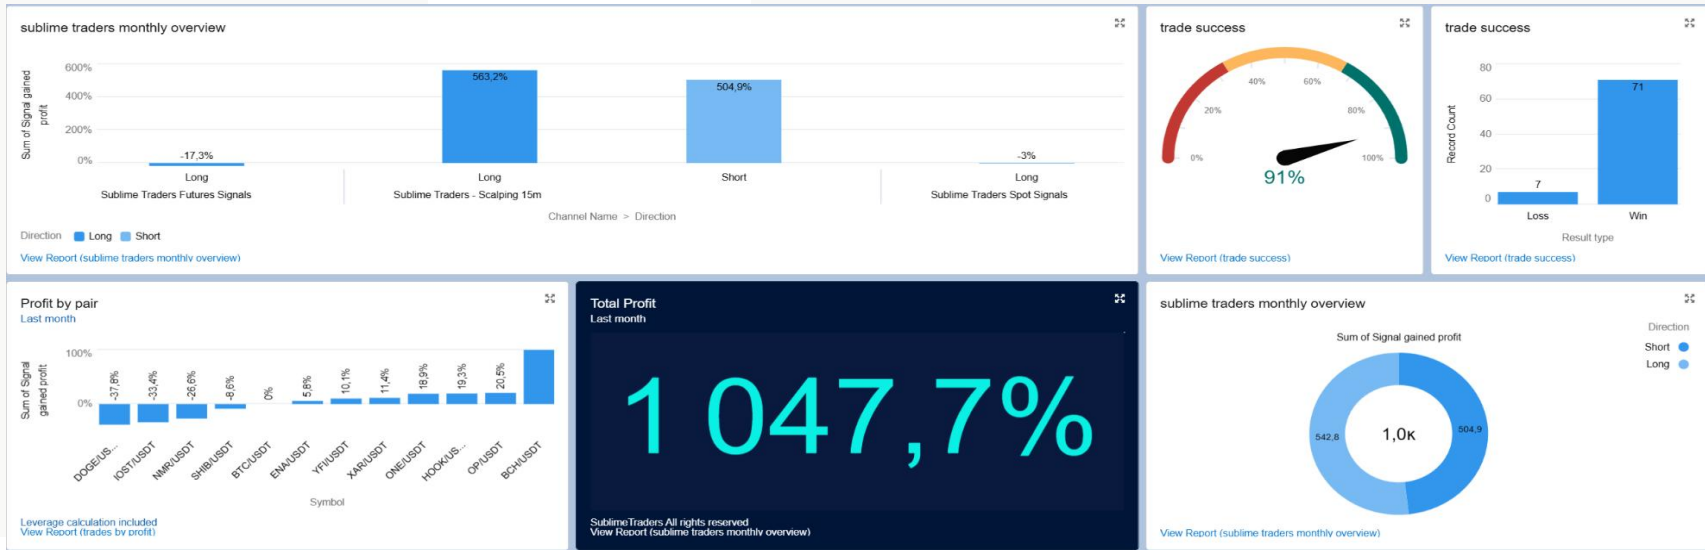 sublime traders monthly overview
Sum of Signal gained profit
600%
400%
200%
0%
-17,3%
563,2%
504,9%
-3%
Long
Long
Short
Long
Sublime Traders Futures Signals
Sublime Traders - Scalping 15m
Sublime Traders Spot Signals
Channel Name > Direction
Direction
Long
Short
View Report (sublime traders monthly overview)
trade success
0%
20%
40%
60%
80%
100%
91%
View Report (trade success)
trade success
Record Count
80
60
40
20
0
7
71
Loss
Win
Result type
View Report (trade success)
Profit by pair
Last month
Sum of Signal gained profit
100%
0%
-37,8%
-33,4%
-26,6%
-8,6%
0%
5,8%
10,1%
11,4%
18,9%
19,3%
20,5%
DOGE/US...
IOST/USDT
NMR/USDT
SHIB/USDT
BTC/USDT
ENA/USDT
YFI/USDT
XAR/USDT
ONE/USDT
HOOK/US...
OP/USDT
BCH/USDT
Symbol
Leverage calculation included
View Report (trades by profit)
Total Profit
Last month
1 047,7%
SublimeTraders All rights reserved
View Report (sublime traders monthly overview)
sublime traders monthly overview
Sum of Signal gained profit
Direction
Short
Long
542,8
1,0к
504,9
View Report (sublime traders monthly overview)